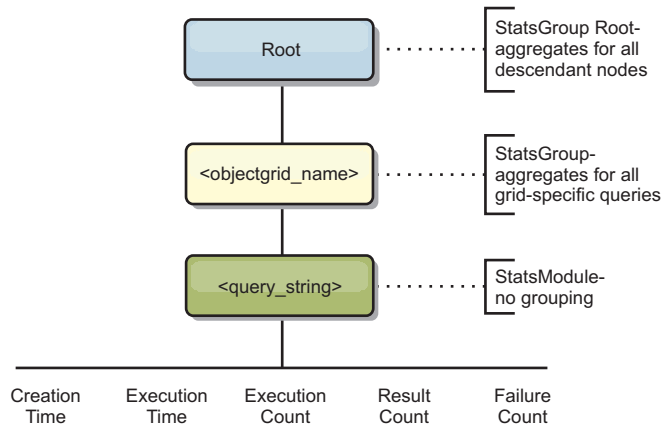 Root
StatsGroup Root-
aggregates for all
descendant nodes
<objectgrid_name>
StatsGroup-
aggregates for all
grid-specific queries
<query_string>
StatsModule-
no grouping
Creation
Time
Execution
Time
Execution
Count
Result
Count
Failure
Count